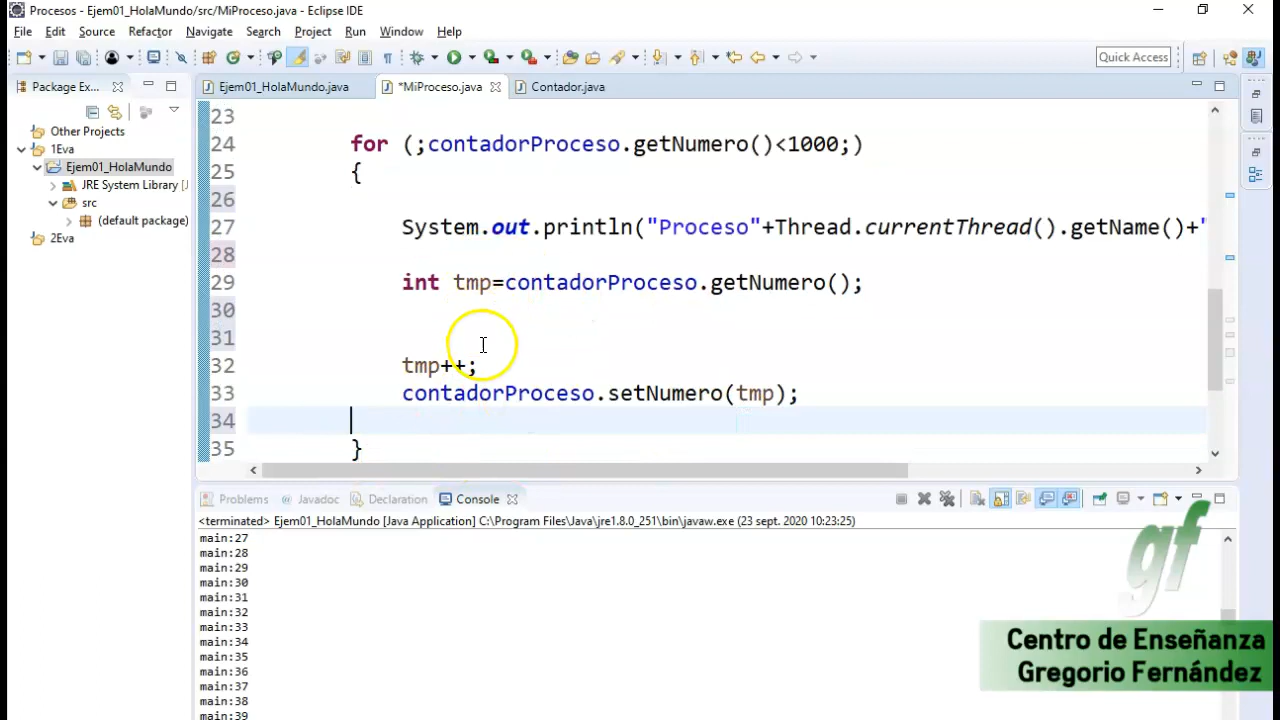 Procesos - Ejem01_HolaMundo/src/MiProceso.java - Eclipse IDE
File Edit Source Refactor Navigate Search Project Run Window Help
Quick Access
Package Ex...
Ejem01_HolaMundo.java *MiProceso.java Contador.java
Other Projects
1Eva
Ejem01_HolaMundo
JRE System Library [J
src
(default package)
2Eva
23
24 for (;contadorProceso.getNumero()<1000;)
25 {
26
27 System.out.println("Proceso"+Thread.currentThread().getName()+"
28
29 int tmp=contadorProceso.getNumero();
30
31
32 tmp++;
33 contadorProceso.setNumero(tmp);
34
35 }
Problems Javadoc Declaration Console
<terminated> Ejem01_HolaMundo [Java Application] C:\Program Files\Java\jre1.8.0_251\bin\javaw.exe (23 sept. 2020 10:23:25)
main:27
main:28
main:29
main:30
main:31
main:32
main:33
main:34
main:35
main:36
main:37
main:38
main:39
gf
Centro de Enseñanza
Gregorio Fernández